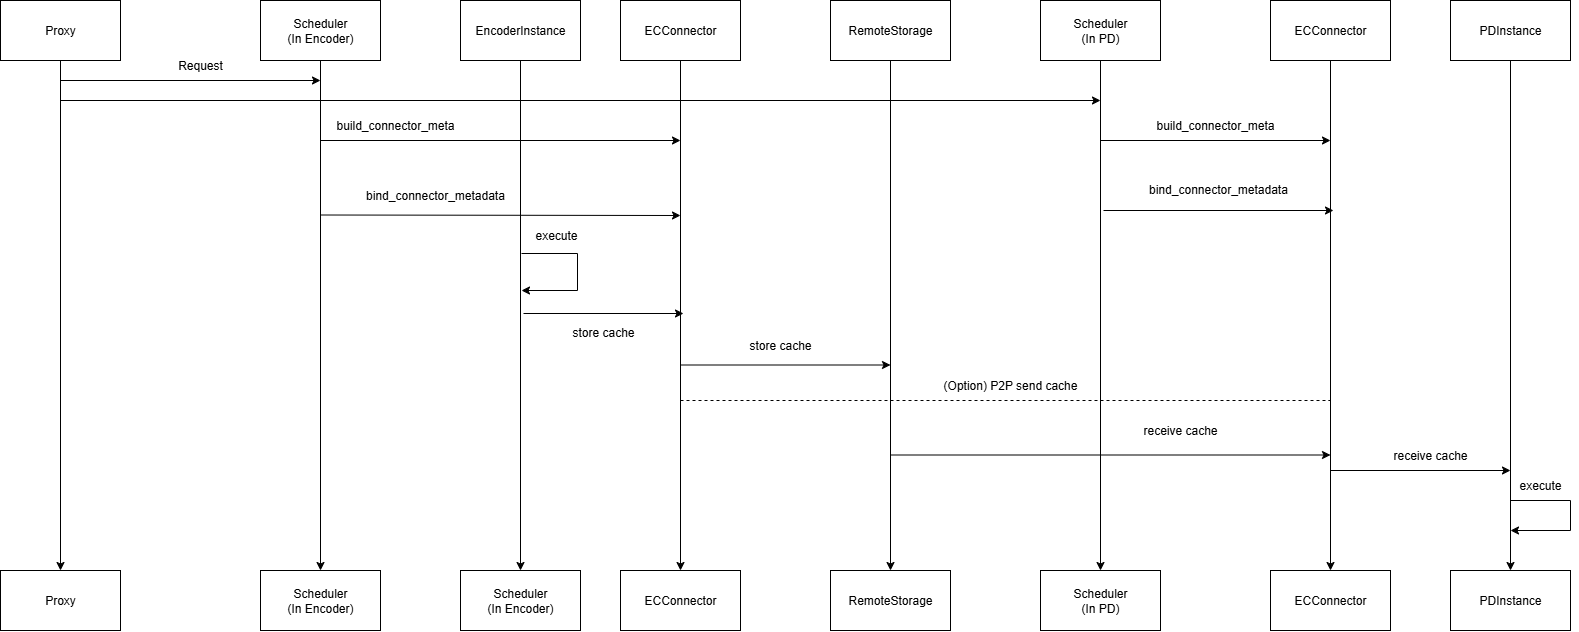 Proxy
Scheduler
(In Encoder)
EncoderInstance
ECConnector
RemoteStorage
Scheduler
(In PD)
ECConnector
PDInstance
Request
build_connector_meta
build_connector_meta
bind_connector_metadata
bind_connector_metadata
execute
store cache
store cache
(Option) P2P send cache
receive cache
receive cache
execute
Proxy
Scheduler
(In Encoder)
Scheduler
(In Encoder)
ECConnector
RemoteStorage
Scheduler
(In PD)
ECConnector
PDInstance